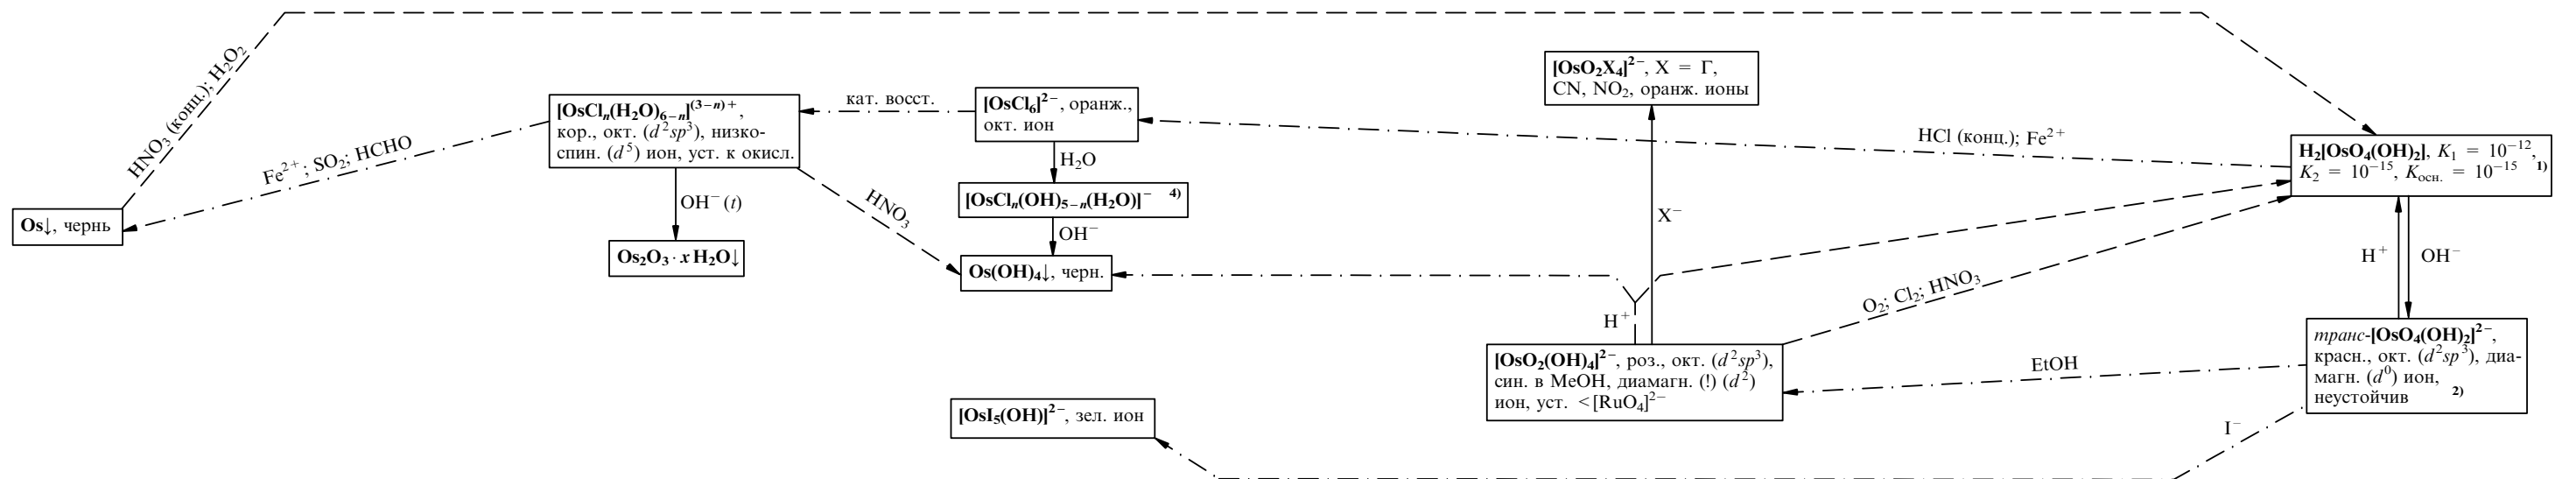 HNO₃ (конц.); H₂O₂
Os↓, чернь
Fe²⁺; SO₂; HCHO
[OsClₙ(H₂O)₆₋ₙ]⁽³⁻ⁿ⁾⁺,
кор., окт. (d²sp³), низко-
спин. (d⁵) ион, уст. к окисл.
OH⁻ (t)
Os₂O₃ · x H₂O↓
HNO₃
кат. восст.
[OsCl₆]²⁻, оранж.,
окт. ион
H₂O
[OsClₙ(OH)₅₋ₙ(H₂O)]⁻ ⁴⁾
OH⁻
Os(OH)₄↓, черн.
[OsI₅(OH)]²⁻, зел. ион
[OsO₂X₄]²⁻, X = Г,
CN, NO₂, оранж. ионы
X⁻
H⁺
[OsO₂(OH)₄]²⁻, роз., окт. (d²sp³),
син. в MeOH, диамагн. (!) (d²)
ион, уст. <[RuO₄]²⁻
HCl (конц.); Fe²⁺
O₂; Cl₂; HNO₃
EtOH
I⁻
H₂[OsO₄(OH)₂], K₁ = 10⁻¹²,
K₂ = 10⁻¹⁵, Kосн. = 10⁻¹⁵ ¹⁾
H⁺
OH⁻
транс-[OsO₄(OH)₂]²⁻,
красн., окт. (d²sp³), диа-
магн. (d⁰) ион,
неустойчив ²⁾